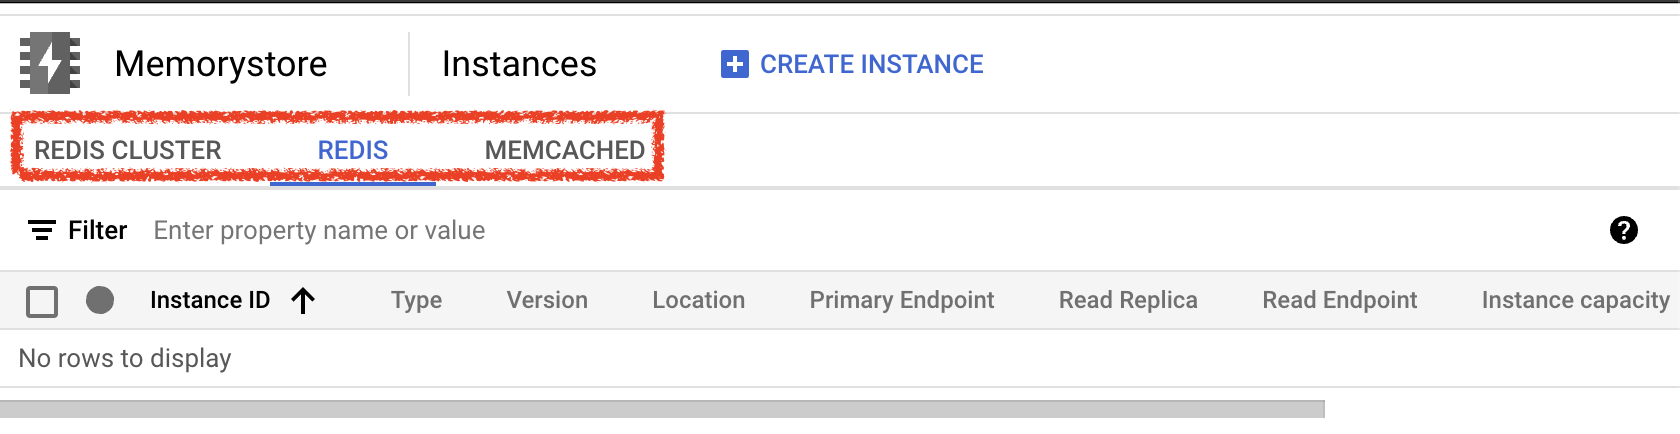 Memorystore Instances CREATE INSTANCE
REDIS CLUSTER REDIS MEMCACHED
Filter Enter property name or value
Instance ID Type Version Location Primary Endpoint Read Replica Read Endpoint Instance capacity
No rows to display